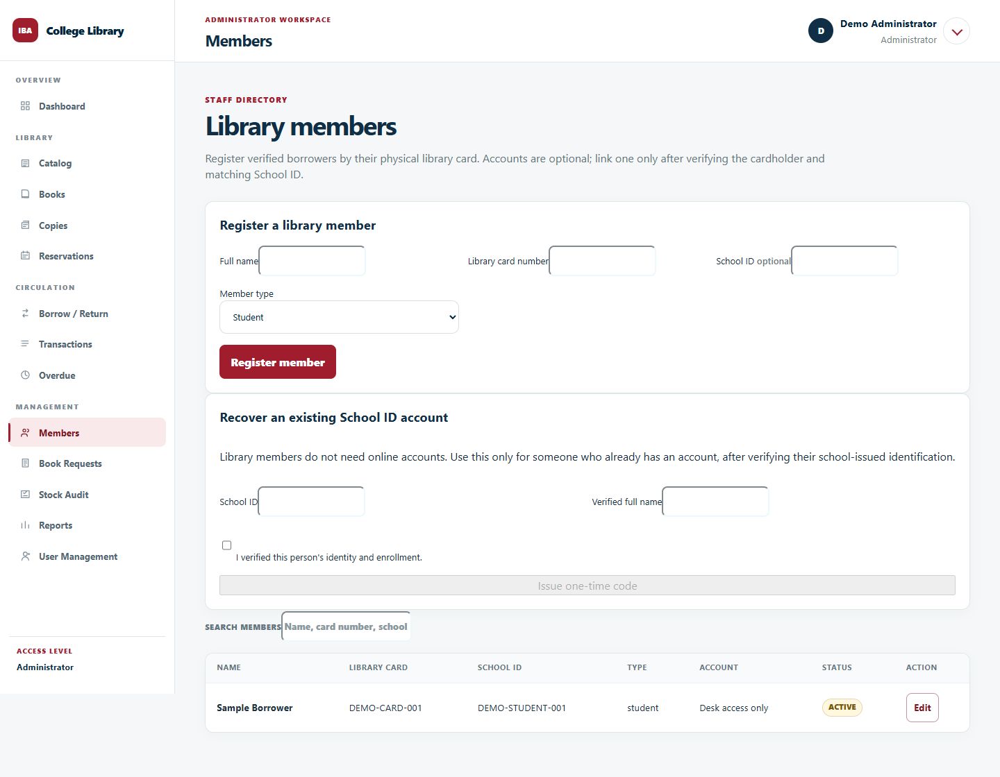 IBA
College Library
OVERVIEW
Dashboard
LIBRARY
Catalog
Books
Copies
Reservations
CIRCULATION
Borrow / Return
Transactions
Overdue
MANAGEMENT
Members
Book Requests
Stock Audit
Reports
User Management
ACCESS LEVEL
Administrator
ADMINISTRATOR WORKSPACE
Members
D
Demo Administrator
Administrator
STAFF DIRECTORY
Library members
Register verified borrowers by their physical library card. Accounts are optional; link one only after verifying the cardholder and
matching School ID.
Register a library member
Full name
Library card number
School ID optional
Member type
Student
Register member
Recover an existing School ID account
Library members do not need online accounts. Use this only for someone who already has an account, after verifying their school-issued identification.
School ID
Verified full name
I verified this person's identity and enrollment.
Issue one-time code
SEARCH MEMBERS Name, card number, school
NAME LIBRARY CARD SCHOOL ID TYPE ACCOUNT STATUS ACTION
Sample Borrower DEMO-CARD-001 DEMO-STUDENT-001 student Desk access only ACTIVE Edit